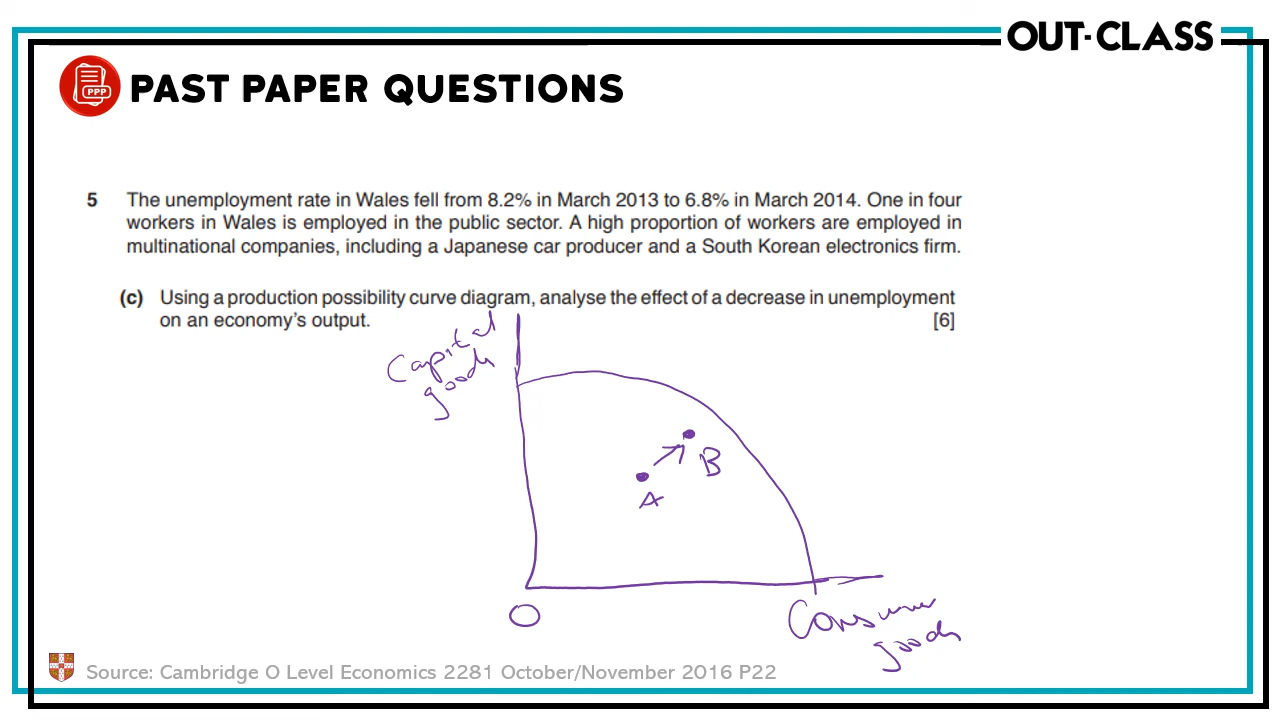 OUT-CLASS
PPP
PAST PAPER QUESTIONS
5 The unemployment rate in Wales fell from 8.2% in March 2013 to 6.8% in March 2014. One in four
workers in Wales is employed in the public sector. A high proportion of workers are employed in
multinational companies, including a Japanese car producer and a South Korean electronics firm.
(c) Using a production possibility curve diagram, analyse the effect of a decrease in unemployment
on an economy's output. [6]
Capital
goods
B
A
O
Consumer
goods
Source: Cambridge O Level Economics 2281 October/November 2016 P22